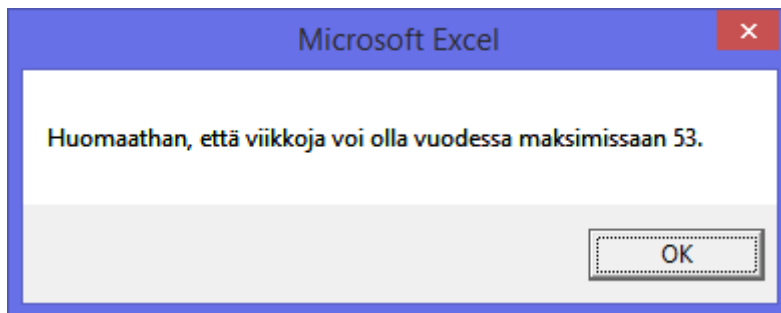 Microsoft Excel
Huomaathan, että viikkoja voi olla vuodessa maksimissaan 53.
OK